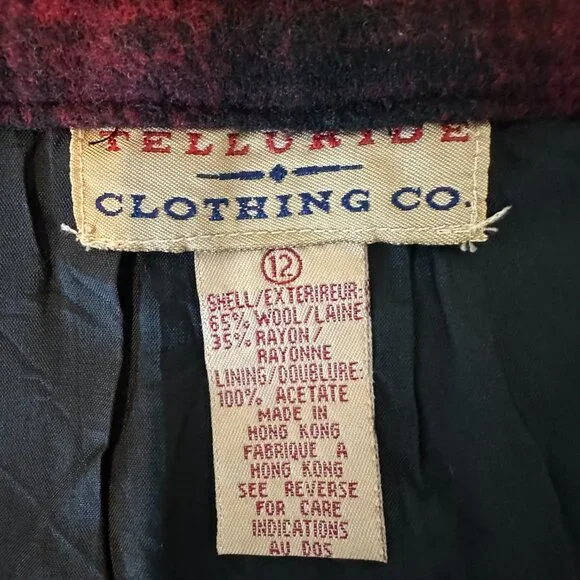 TELLURIDE
CLOTHING CO.
12
SHELL/EXTERIREUR:
65% WOOL/LAINE
35% RAYON/
RAYONNE
LINING/DOUBLURE:
100% ACETATE
MADE IN
HONG KONG
FABRIQUE A
HONG KONG
SEE REVERSE
FOR CARE
INDICATIONS
AU DOS